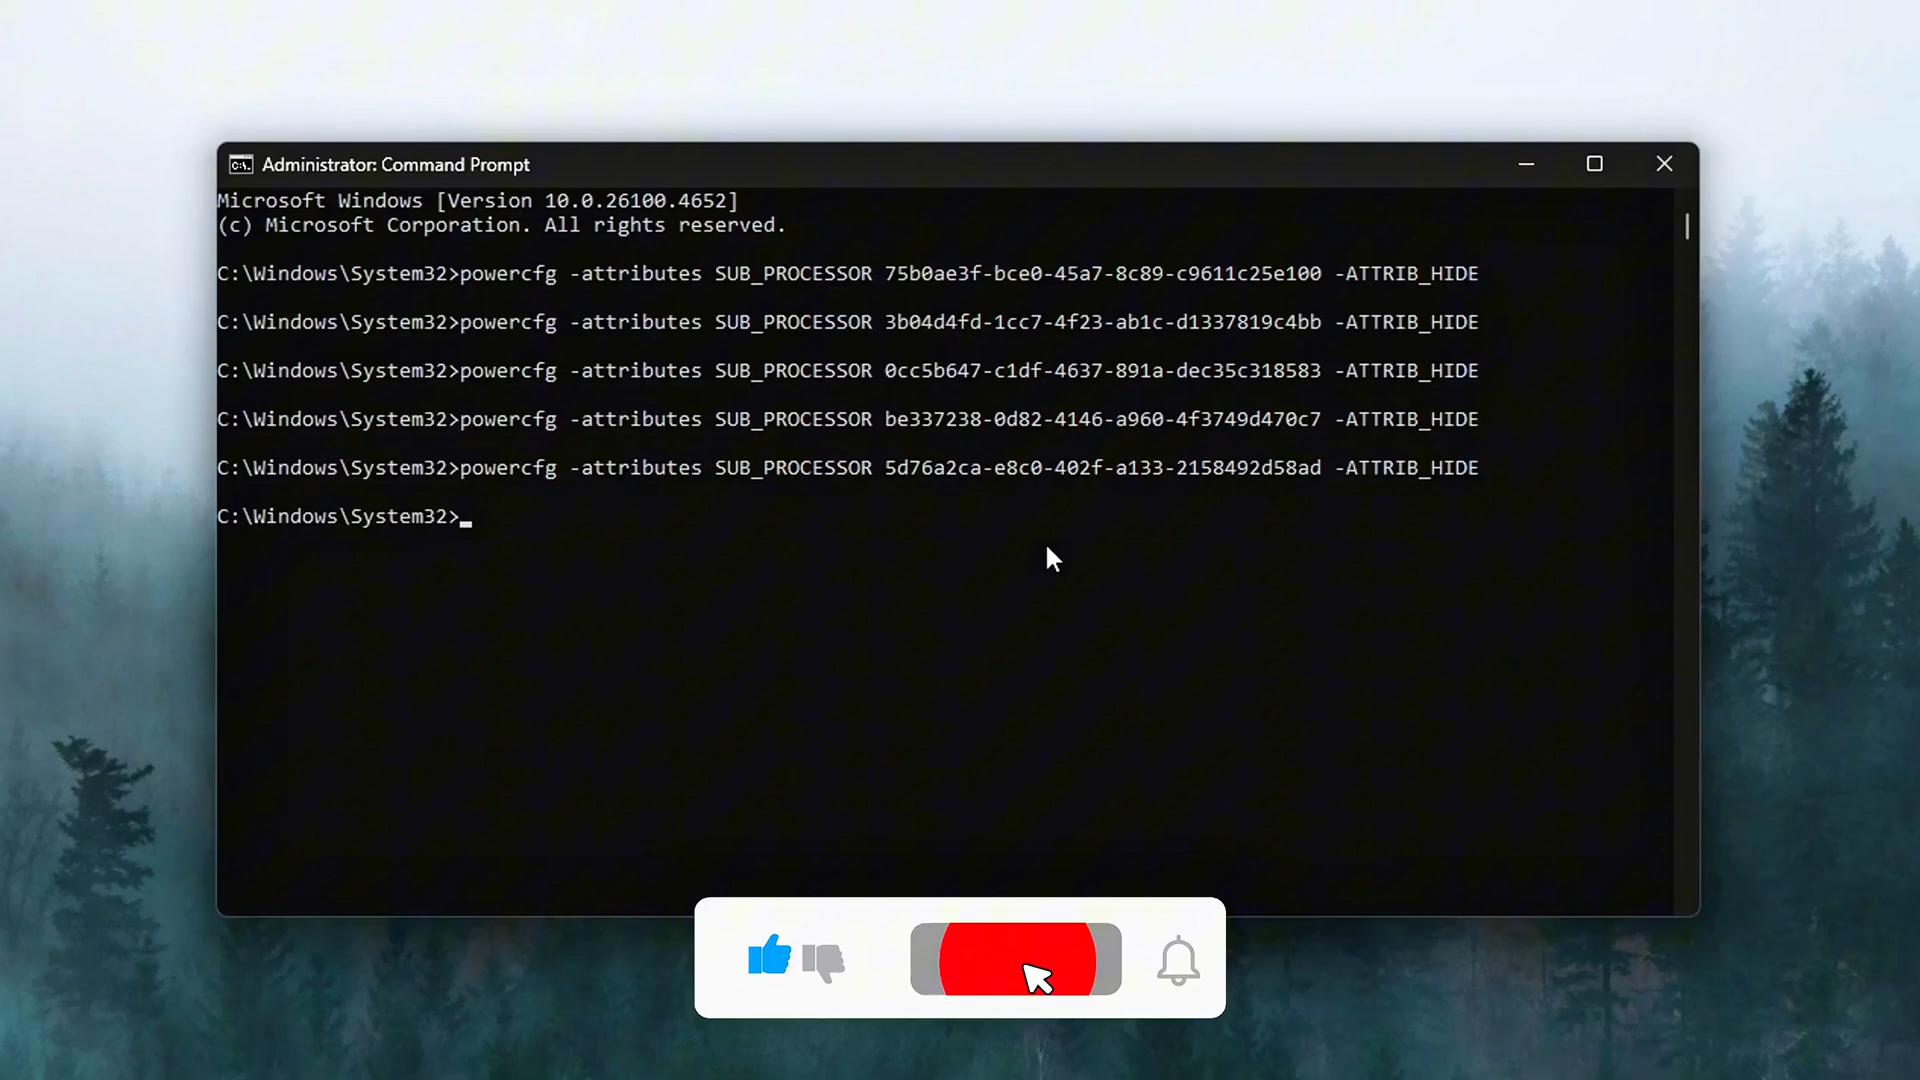 Administrator: Command Prompt
Microsoft Windows [Version 10.0.26100.4652]
(c) Microsoft Corporation. All rights reserved.
C:\Windows\System32>powercfg -attributes SUB_PROCESSOR 75b0ae3f-bce0-45a7-8c89-c9611c25e100 -ATTRIB_HIDE
C:\Windows\System32>powercfg -attributes SUB_PROCESSOR 3b04d4fd-1cc7-4f23-ab1c-d1337819c4bb -ATTRIB_HIDE
C:\Windows\System32>powercfg -attributes SUB_PROCESSOR 0cc5b647-c1df-4637-891a-dec35c318583 -ATTRIB_HIDE
C:\Windows\System32>powercfg -attributes SUB_PROCESSOR be337238-0d82-4146-a960-4f3749d470c7 -ATTRIB_HIDE
C:\Windows\System32>powercfg -attributes SUB_PROCESSOR 5d76a2ca-e8c0-402f-a133-2158492d58ad -ATTRIB_HIDE
C:\Windows\System32>